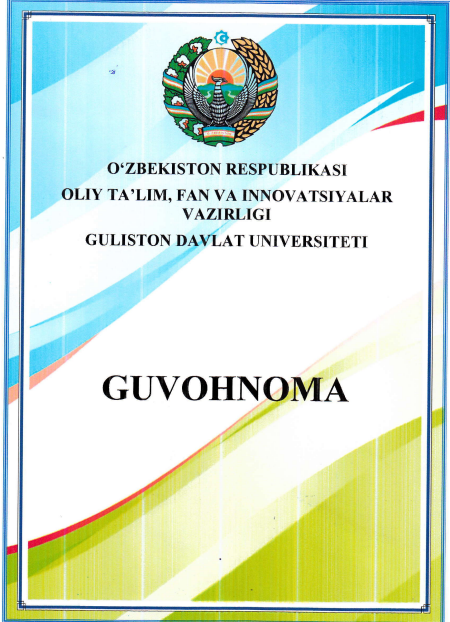 O‘ZBEKISTON RESPUBLIKASI
OLIY TA’LIM, FAN VA INNOVATSIYALAR
VAZIRLIGI
GULISTON DAVLAT UNIVERSITETI
GUVOHNOMA